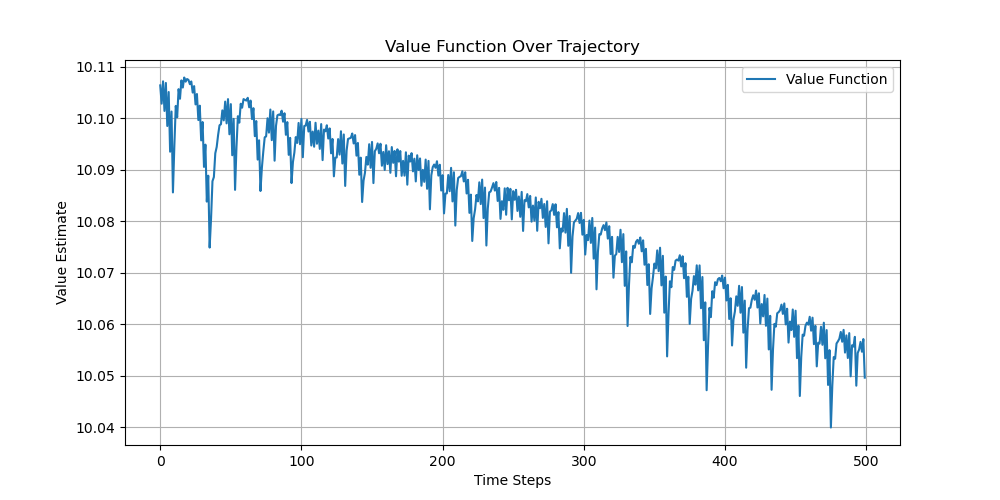 Value Function Over Trajectory
Value Function
Value Estimate
10.11
10.10
10.09
10.08
10.07
10.06
10.05
10.04
0 100 200 300 400 500
Time Steps